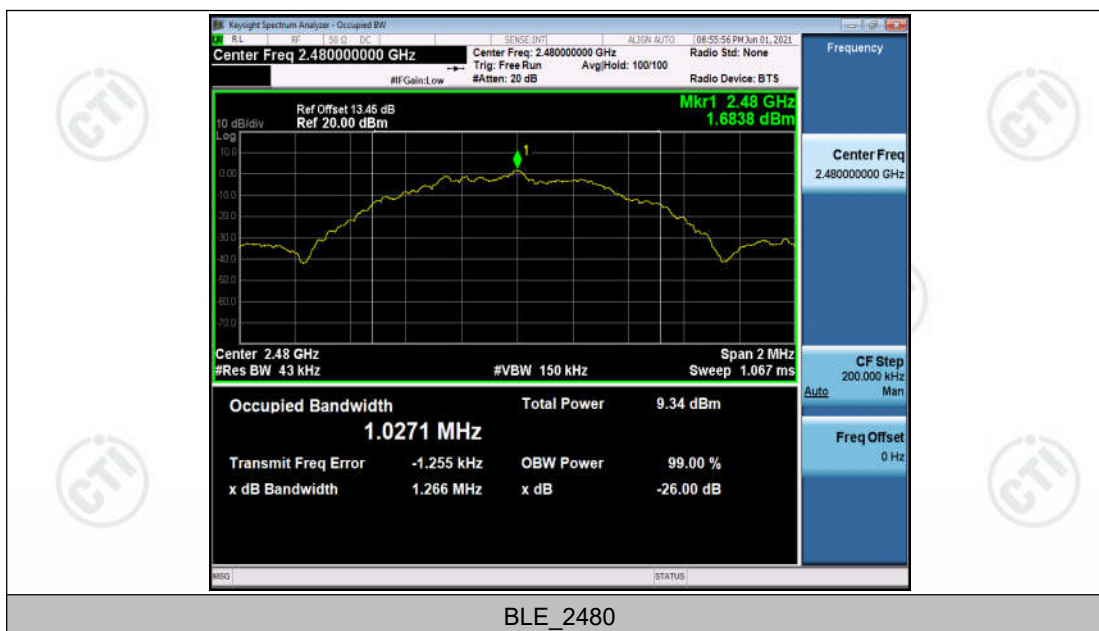 Keysight Spectrum Analyzer - Occupied BW
RL RF 50 Ω DC SENSE:INT ALIGN AUTO 08:55:56 PM Jun 01, 2021
Center Freq 2.480000000 GHz
Center Freq: 2.480000000 GHz
Radio Std: None
Trig: Free Run Avg|Hold: 100/100
#IFGain:Low
#Atten: 20 dB
Radio Device: BTS
Frequency
Ref Offset 13.45 dB
Mkr1 2.48 GHz
10 dB/div Ref 20.00 dBm
1.6838 dBm
Log
10.0
1
0.00
-10.0
-20.0
-30.0
-40.0
-50.0
-60.0
-70.0
Center Freq
2.480000000 GHz
Center 2.48 GHz
Span 2 MHz
#Res BW 43 kHz
#VBW 150 kHz
Sweep 1.067 ms
CF Step
200.000 kHz
Auto Man
Occupied Bandwidth
Total Power 9.34 dBm
1.0271 MHz
Freq Offset
0 Hz
Transmit Freq Error -1.255 kHz OBW Power 99.00 %
x dB Bandwidth 1.266 MHz x dB -26.00 dB
MSG
STATUS
CTI
CTI
CTI
CTI
BLE_2480